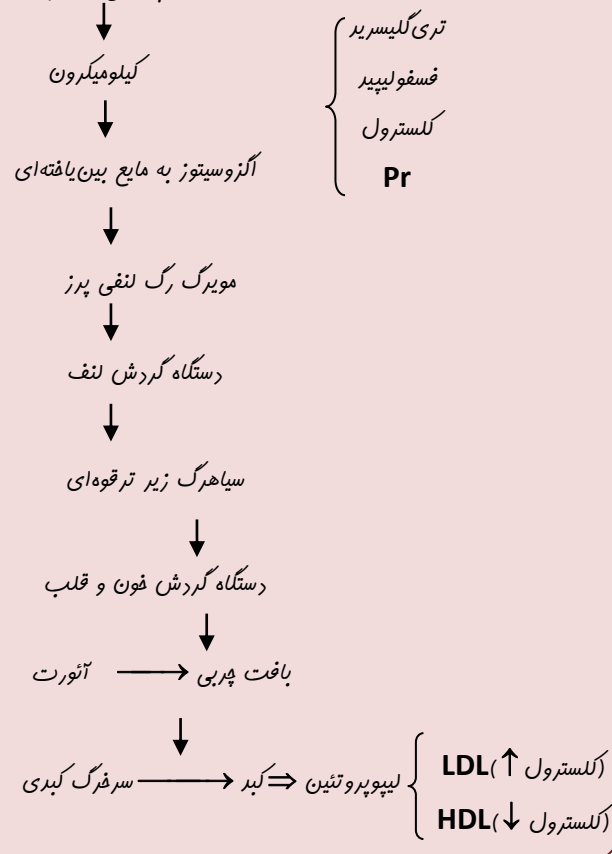 تری‌گلیسرید
کیلومیکرون
فسفولیپید
کلسترول
اگزوسیتوز به مایع بین‌یاخته‌ای
Pr
مویرگ رگ لنفی پرز
دستگاه گردش لنف
سیاهرگ زیر ترقوه‌ای
دستگاه گردش خون و قلب
آئورت → بافت چربی
سرخرگ کبدی → کبد ⇒ لیپوپروتئین
LDL(↑ کلسترول)
HDL(↓ کلسترول)